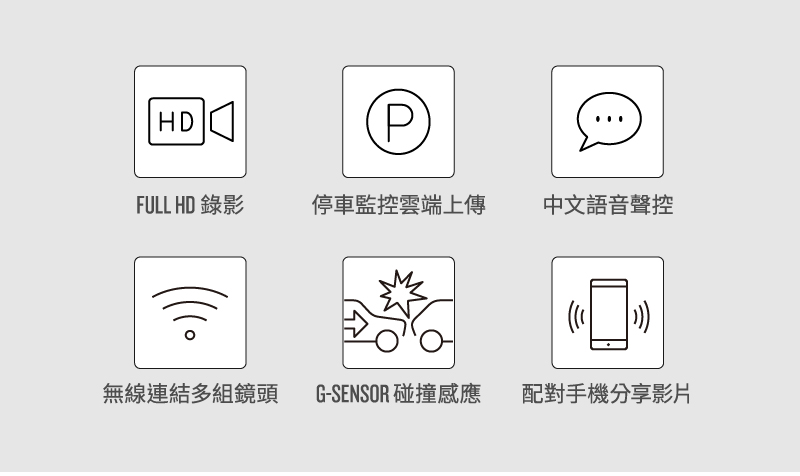 HD
P
FULL HD 錄影
停車監控雲端上傳
中文語音聲控
無線連結多組鏡頭
G-SENSOR 碰撞感應
配對手機分享影片